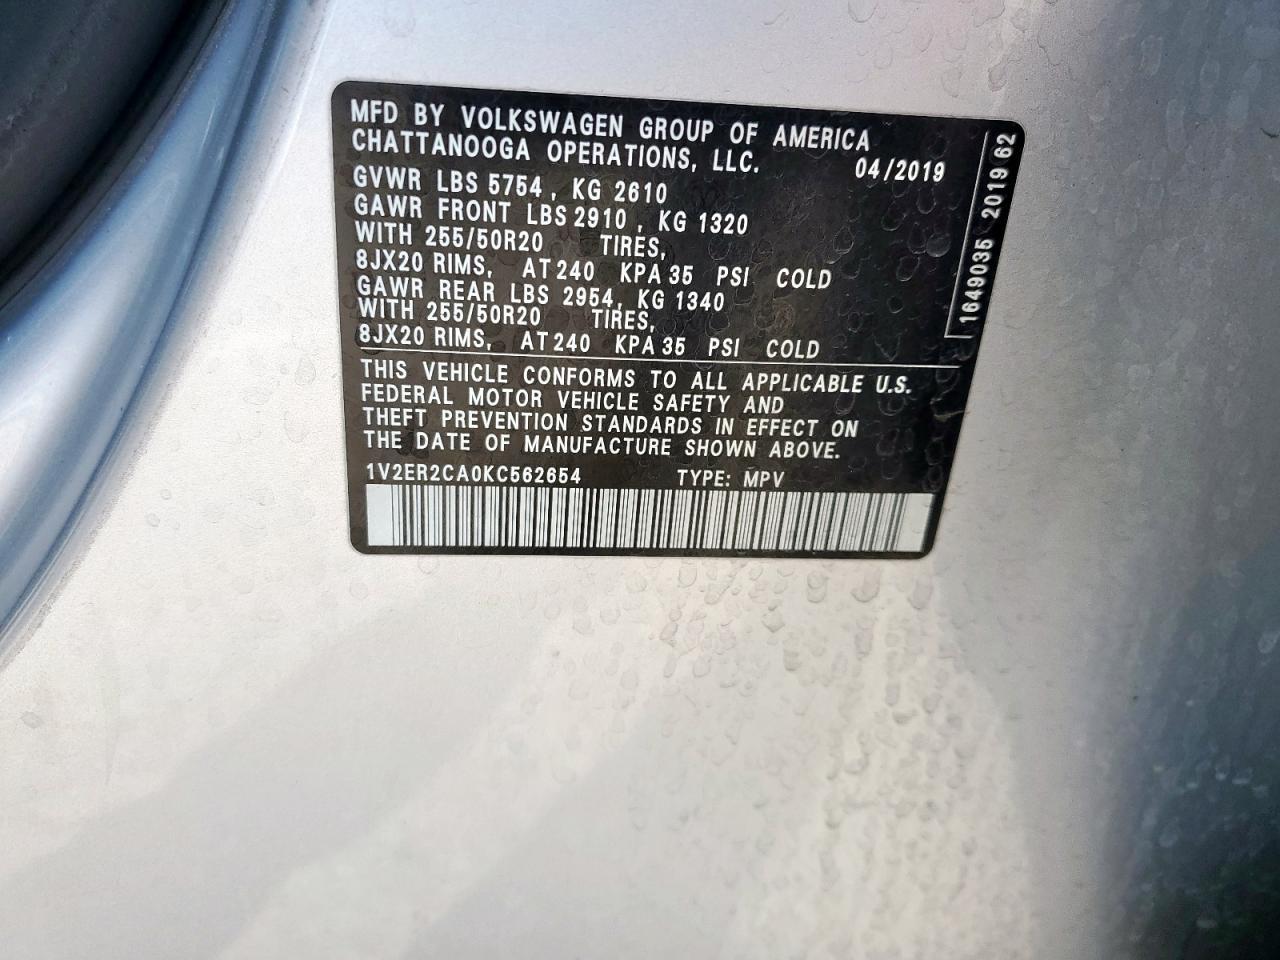 MFD BY VOLKSWAGEN GROUP OF AMERICA
CHATTANOOGA OPERATIONS, LLC. 04/2019
GVWR LBS 5754, KG 2610
GAWR FRONT LBS 2910, KG 1320
WITH 255/50R20 TIRES,
8JX20 RIMS, AT 240 KPA 35 PSI COLD
GAWR REAR LBS 2954, KG 1340
WITH 255/50R20 TIRES,
8JX20 RIMS, AT 240 KPA 35 PSI COLD
THIS VEHICLE CONFORMS TO ALL APPLICABLE U.S.
FEDERAL MOTOR VEHICLE SAFETY AND
THEFT PREVENTION STANDARDS IN EFFECT ON
THE DATE OF MANUFACTURE SHOWN ABOVE.
1V2ER2CA0KC562654 TYPE: MPV
1649035 2019 62